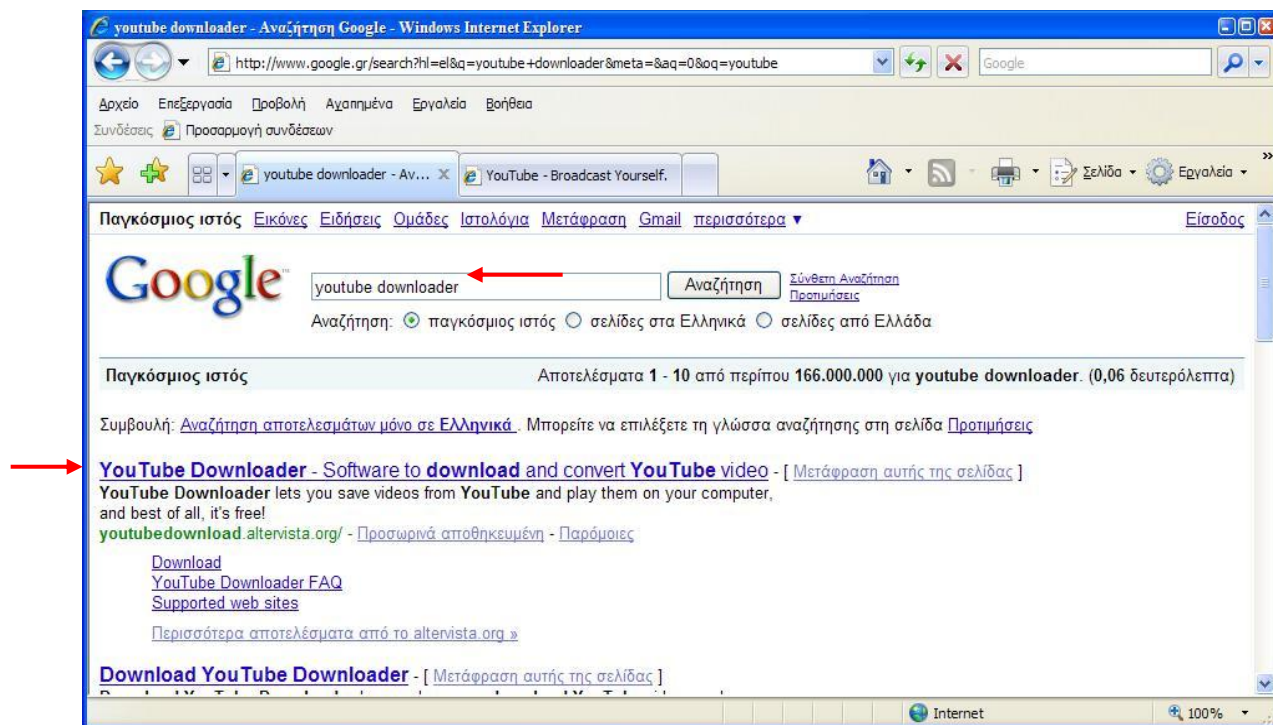 youtube downloader - Αναζήτηση Google - Windows Internet Explorer
http://www.google.gr/search?hl=el&q=youtube+downloader&meta=&aq=0&oq=youtube Google
Αρχείο Επεξεργασία Προβολή Αγαπημένα Εργαλεία Βοήθεια
Συνδέσεις Προσαρμογή συνδέσεων
youtube downloader - Αν... YouTube - Broadcast Yourself. Σελίδα Εργαλεία »
Παγκόσμιος ιστός Εικόνες Ειδήσεις Ομάδες Ιστολόγια Μετάφραση Gmail περισσότερα ▼ Είσοδος
Google™ youtube downloader Αναζήτηση Σύνθετη Αναζήτηση
Προτιμήσεις
Αναζήτηση: παγκόσμιος ιστός σελίδες στα Ελληνικά σελίδες από Ελλάδα
Παγκόσμιος ιστός Αποτελέσματα 1 - 10 από περίπου 166.000.000 για youtube downloader. (0,06 δευτερόλεπτα)
Συμβουλή: Αναζήτηση αποτελεσμάτων μόνο σε Ελληνικά . Μπορείτε να επιλέξετε τη γλώσσα αναζήτησης στη σελίδα Προτιμήσεις
YouTube Downloader - Software to download and convert YouTube video - [ Μετάφραση αυτής της σελίδας ]
YouTube Downloader lets you save videos from YouTube and play them on your computer,
and best of all, it's free!
youtubedownload.altervista.org/ - Προσωρινά αποθηκευμένη - Παρόμοιες
Download
YouTube Downloader FAQ
Supported web sites
Περισσότερα αποτελέσματα από το altervista.org »
Download YouTube Downloader - [ Μετάφραση αυτής της σελίδας ]
Internet 100%